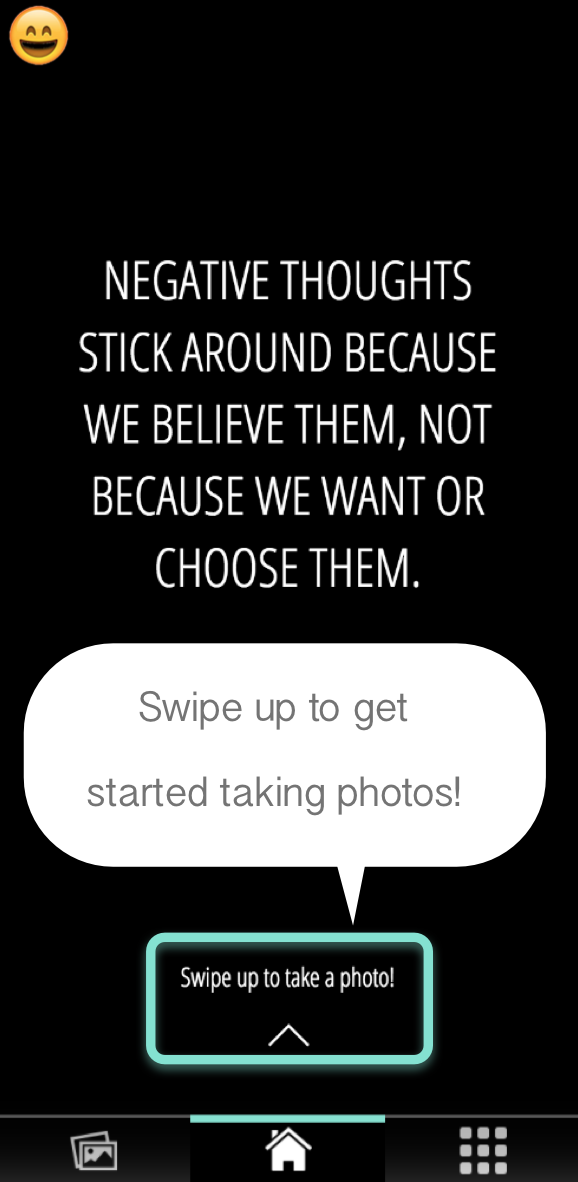 NEGATIVE THOUGHTS
STICK AROUND BECAUSE
WE BELIEVE THEM, NOT
BECAUSE WE WANT OR
CHOOSE THEM.
Swipe up to get
started taking photos!
Swipe up to take a photo!